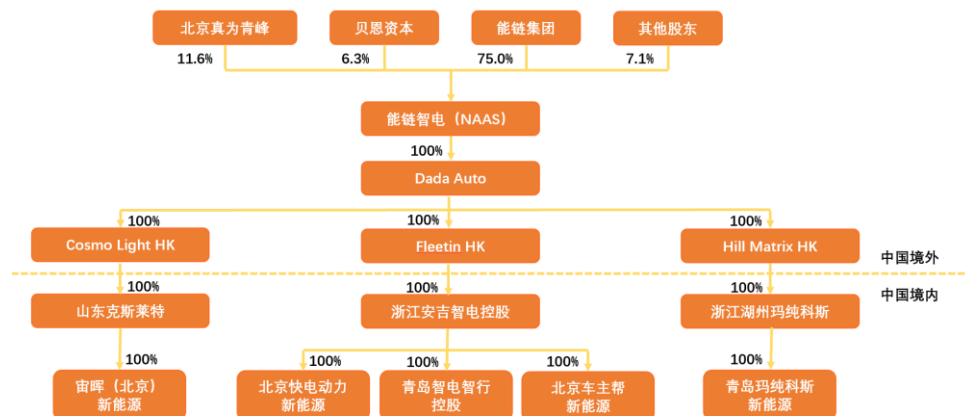 北京真为青峰
贝恩资本
能链集团
其他股东
11.6%
6.3%
75.0%
7.1%
能链智电（NAAS）
100%
Dada Auto
100%
100%
100%
Cosmo Light HK
Fleetin HK
Hill Matrix HK
中国境外
100%
100%
100%
中国境内
山东克斯莱特
浙江安吉智电控股
浙江湖州玛纯科斯
100%
100%
100%
100%
100%
宙晖（北京）
新能源
北京快电动力
新能源
青岛智电智行
控股
北京车主帮
新能源
青岛玛纯科斯
新能源